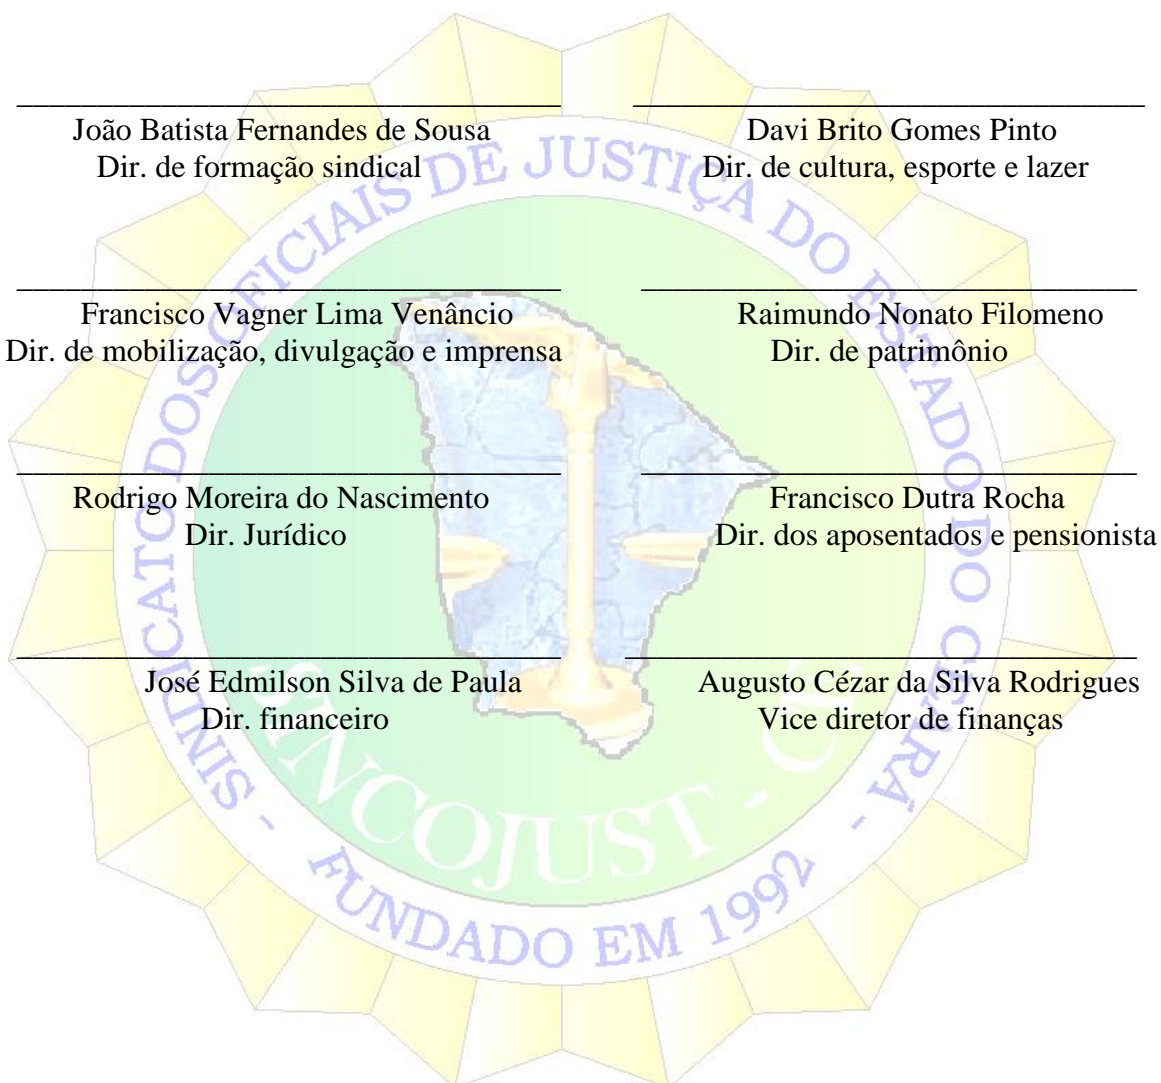 João Batista Fernandes de Sousa
Dir. de formação sindical
Davi Brito Gomes Pinto
Dir. de cultura, esporte e lazer
Francisco Vagner Lima Venâncio
Dir. de mobilização, divulgação e imprensa
Raimundo Nonato Filomeno
Dir. de patrimônio
Rodrigo Moreira do Nascimento
Dir. Jurídico
Francisco Dutra Rocha
Dir. dos aposentados e pensionista
José Edmilson Silva de Paula
Dir. financeiro
Augusto Cézar da Silva Rodrigues
Vice diretor de finanças
SINDICATO DOS OFICIAIS DE JUSTIÇA DO ESTADO DO CEARÁ -
SINCOJUST - CE
- FUNDADO EM 1992